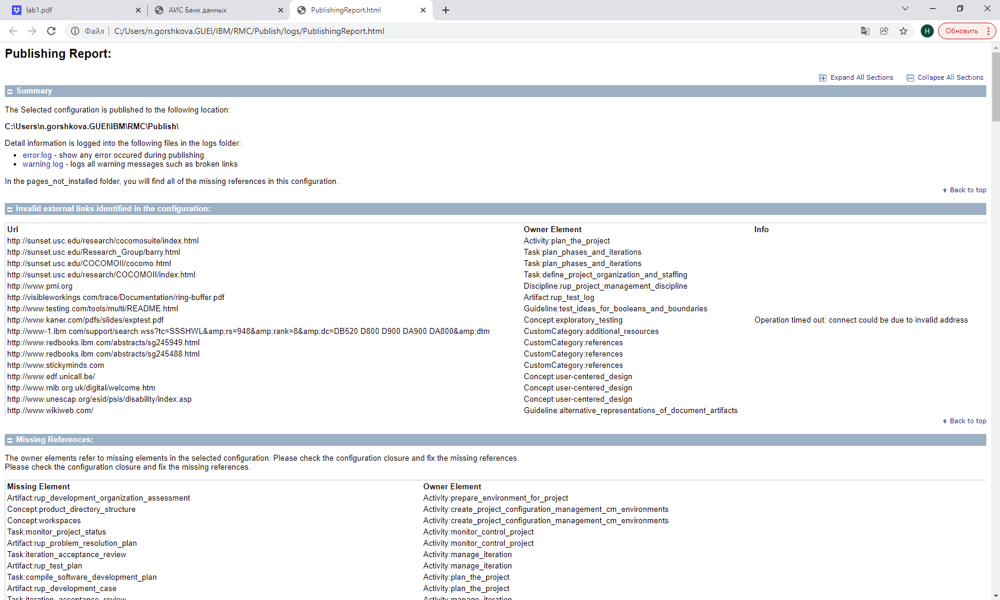 lab1.pdf
АИС Банк данных
PublishingReport.html
Файл
C:/Users/n.gorshkova.GUEI/IBM/RMC/Publish/logs/PublishingReport.html
Н
Обновить
Publishing Report:
Expand All Sections
Collapse All Sections
Summary
The Selected configuration is published to the following location:
C:\Users\n.gorshkova.GUEI\IBM\RMC\Publish\
Detail information is logged into the following files in the logs folder:
• error.log - show any error occured during publishing.
• warning.log - logs all warning messages such as broken links
In the pages_not_installed folder, you will find all of the missing references in this configuration.
Back to top
Invalid external links identified in the configuration:
Url Owner Element Info
http://sunset.usc.edu/research/cocomosuite/index.html Activity:plan_the_project
http://sunset.usc.edu/Research_Group/barry.html Task:plan_phases_and_iterations
http://sunset.usc.edu/COCOMOII/cocomo.html Task:plan_phases_and_iterations
http://sunset.usc.edu/research/COCOMOII/index.html Task:define_project_organization_and_staffing
http://www.pmi.org Discipline:rup_project_management_discipline
http://visibleworkings.com/trace/Documentation/ring-buffer.pdf Artifact:rup_test_log
http://www.testing.com/tools/multi/README.html Guideline:test_ideas_for_booleans_and_boundaries
http://www.kaner.com/pdfs/slides/exptest.pdf Concept:exploratory_testing Operation timed out: connect:could be due to invalid address
http://www-1.ibm.com/support/search.wss?tc=SSSHWL&amp;rs=948&amp;rank=8&amp;dc=DB520 D800 D900 DA900 DA800&amp;dtm CustomCategory:additional_resources
http://www.redbooks.ibm.com/abstracts/sg245949.html CustomCategory:references
http://www.redbooks.ibm.com/abstracts/sg245488.html CustomCategory:references
http://www.stickyminds.com CustomCategory:references
http://www.edf.unicall.be/ Concept:user-centered_design
http://www.rnib.org.uk/digital/welcome.htm Concept:user-centered_design
http://www.unescap.org/esid/psis/disability/index.asp Concept:user-centered_design
http://www.wikiweb.com/ Guideline:alternative_representations_of_document_artifacts
Back to top
Missing References:
The owner elements refer to missing elements in the selected configuration. Please check the configuration closure and fix the missing references.
Please check the configuration closure and fix the missing references.
Missing Element Owner Element
Artifact:rup_development_organization_assessment Activity:prepare_environment_for_project
Concept:product_directory_structure Activity:create_project_configuration_management_cm_environments
Concept:workspaces Activity:create_project_configuration_management_cm_environments
Task:monitor_project_status Activity:monitor_control_project
Artifact:rup_problem_resolution_plan Activity:monitor_control_project
Task:iteration_acceptance_review Activity:manage_iteration
Artifact:rup_test_plan Activity:manage_iteration
Task:compile_software_development_plan Activity:plan_the_project
Artifact:rup_development_case Activity:plan_the_project
Task:iteration_acceptance_review Activity:manage_iteration